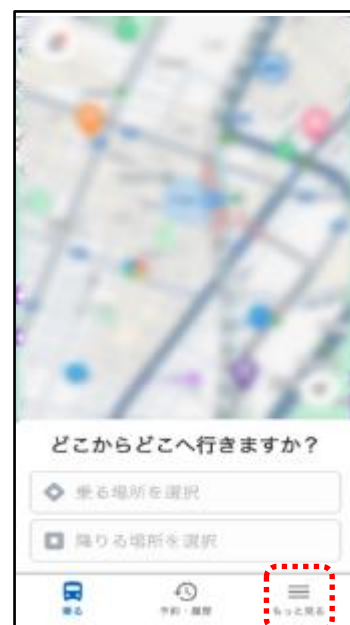 どこからどこへ行きますか？
乗る場所を選択
降りる場所を選択
乗る
予約・履歴
もっと見る